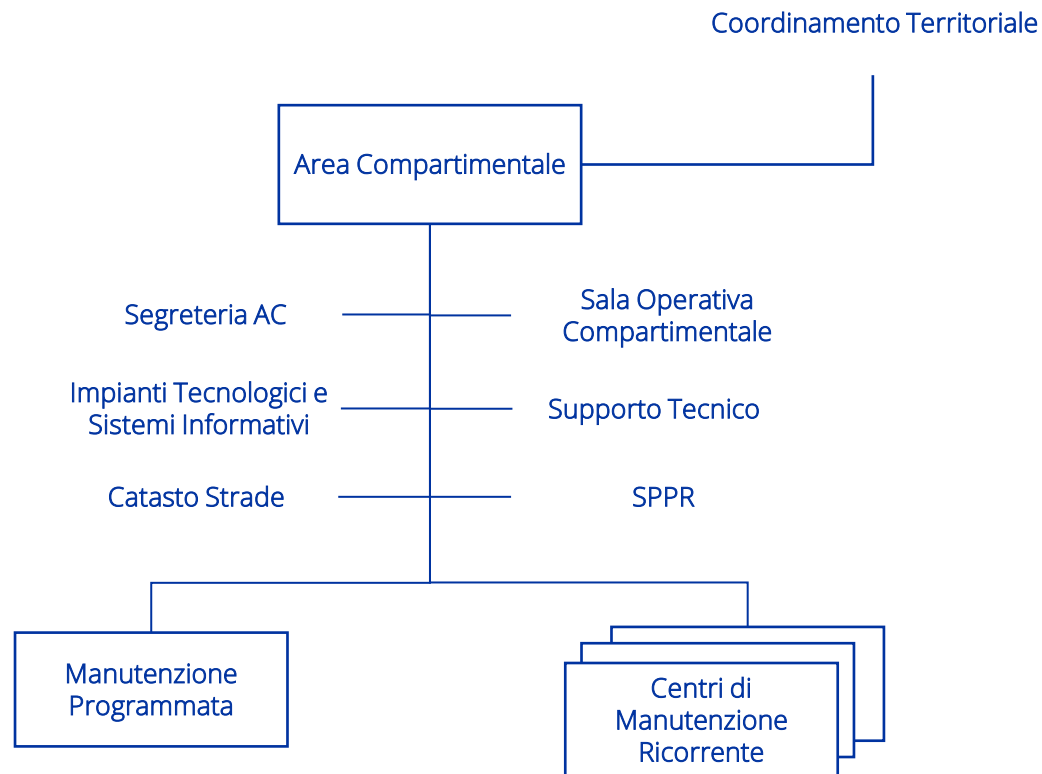 Coordinamento Territoriale
Area Compartimentale
Segreteria AC
Sala Operativa
Compartimentale
Impianti Tecnologici e
Sistemi Informativi
Supporto Tecnico
Catasto Strade
SPPR
Manutenzione
Programmata
Centri di
Manutenzione
Ricorrente